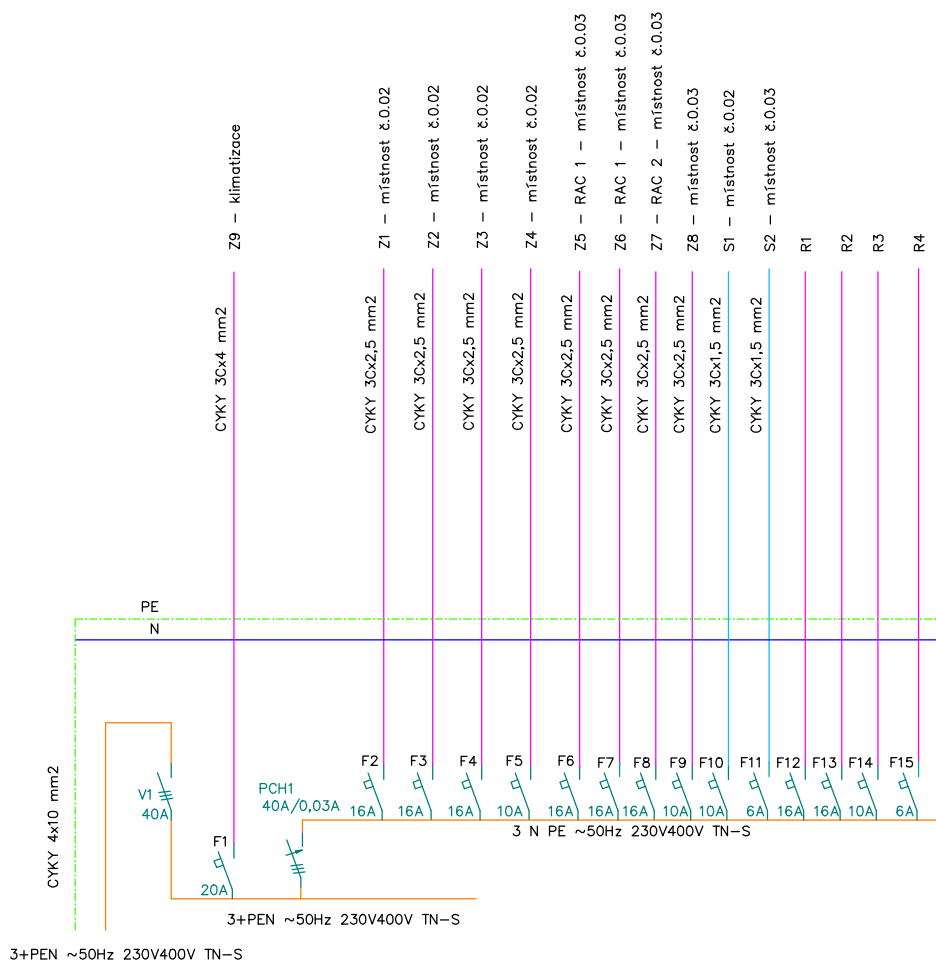 Z9 – klimatizace
Z1 – místnost č.0.02
Z2 – místnost č.0.02
Z3 – místnost č.0.02
Z4 – místnost č.0.02
Z5 – RAC 1 – místnost č.0.03
Z6 – RAC 1 – místnost č.0.03
Z7 – RAC 2 – místnost č.0.03
Z8 – místnost č.0.03
S1 – místnost č.0.02
S2 – místnost č.0.03
R1
R2
R3
R4
CYKY 3Cx4 mm2
CYKY 3Cx2,5 mm2
CYKY 3Cx2,5 mm2
CYKY 3Cx2,5 mm2
CYKY 3Cx2,5 mm2
CYKY 3Cx2,5 mm2
CYKY 3Cx2,5 mm2
CYKY 3Cx2,5 mm2
CYKY 3Cx2,5 mm2
CYKY 3Cx1,5 mm2
CYKY 3Cx1,5 mm2
PE
N
F2
F3
F4
F5
F6
F7
F8
F9
F10
F11
F12
F13
F14
F15
16A
16A
16A
10A
16A
16A
16A
10A
10A
6A
16A
16A
10A
6A
V1
40A
PCH1
40A/0,03A
3 N PE ~50Hz 230V400V TN–S
F1
20A
CYKY 4x10 mm2
3+PEN ~50Hz 230V400V TN–S
3+PEN ~50Hz 230V400V TN–S